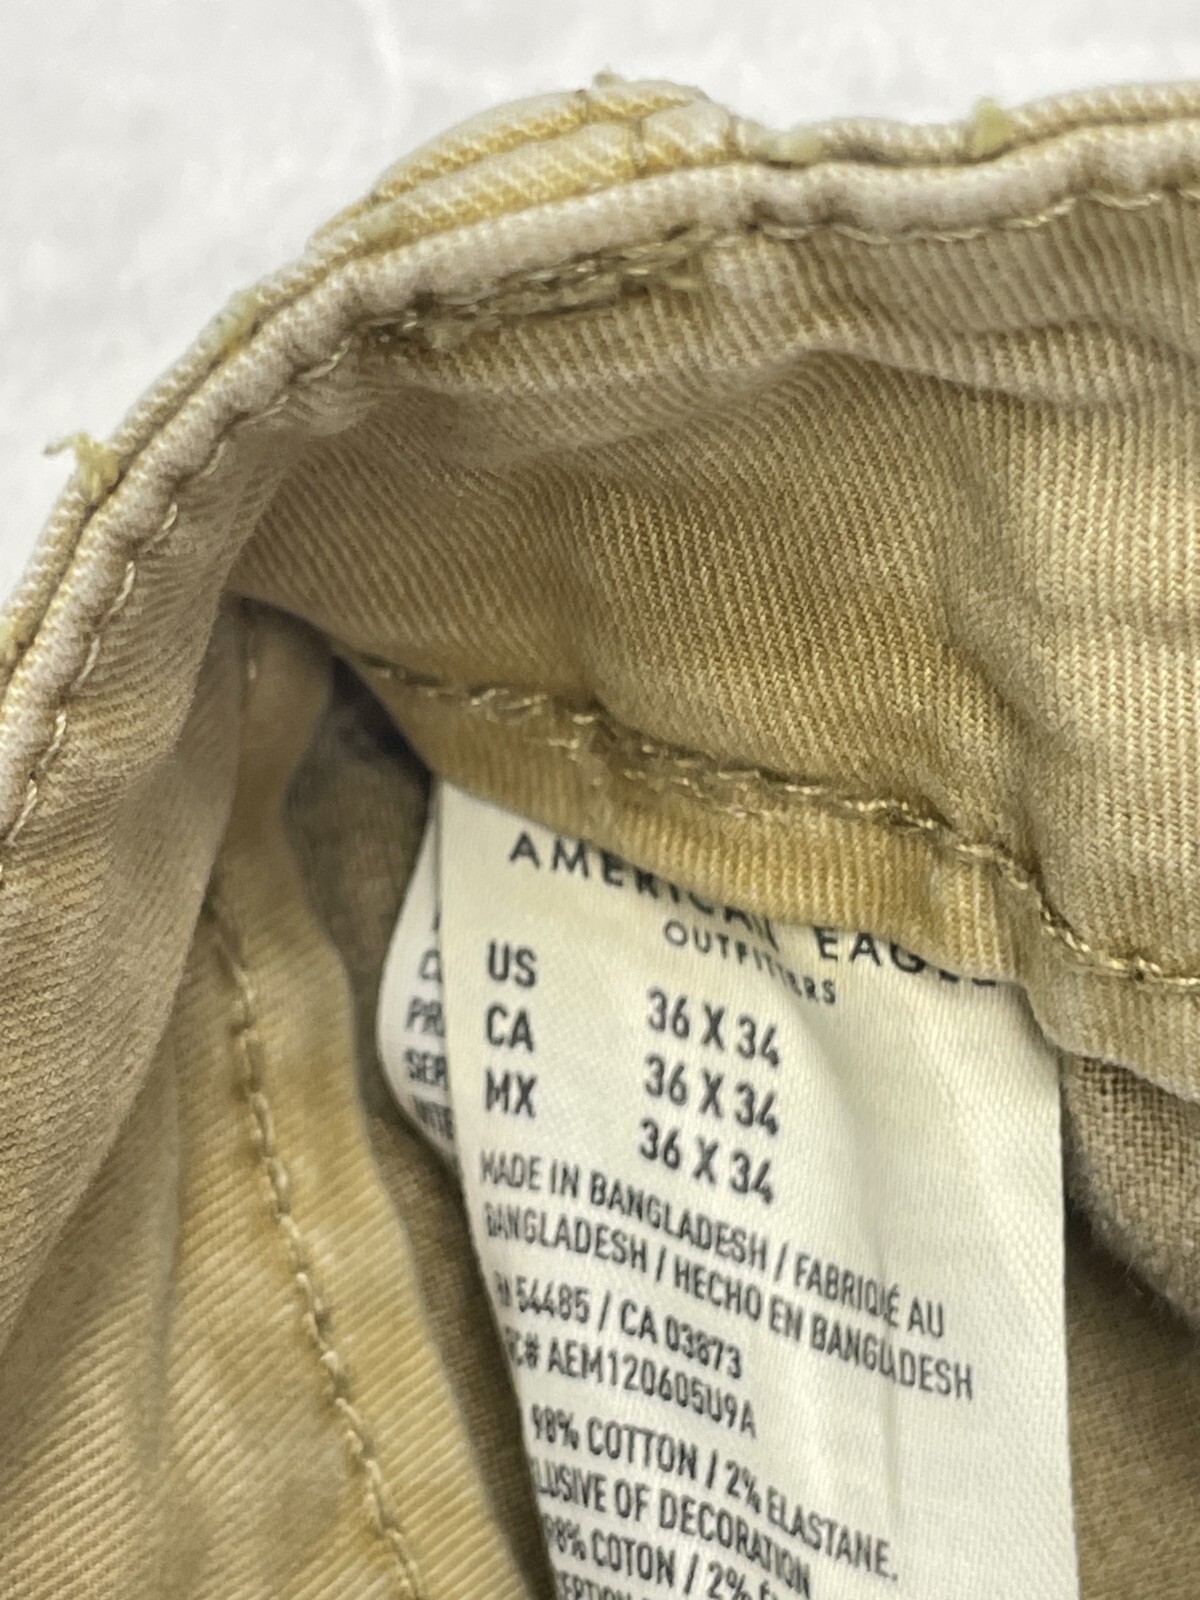 AMERICAN EAGLE
OUTFITTERS
US 36 X 34
CA 36 X 34
MX 36 X 34
MADE IN BANGLADESH / FABRIQUÉ AU
BANGLADESH / HECHO EN BANGLADESH
54485 / CA 03873
AEM120605U9A
98% COTTON / 2% ELASTANE.
OF DECORATION
98% COTON / 2%